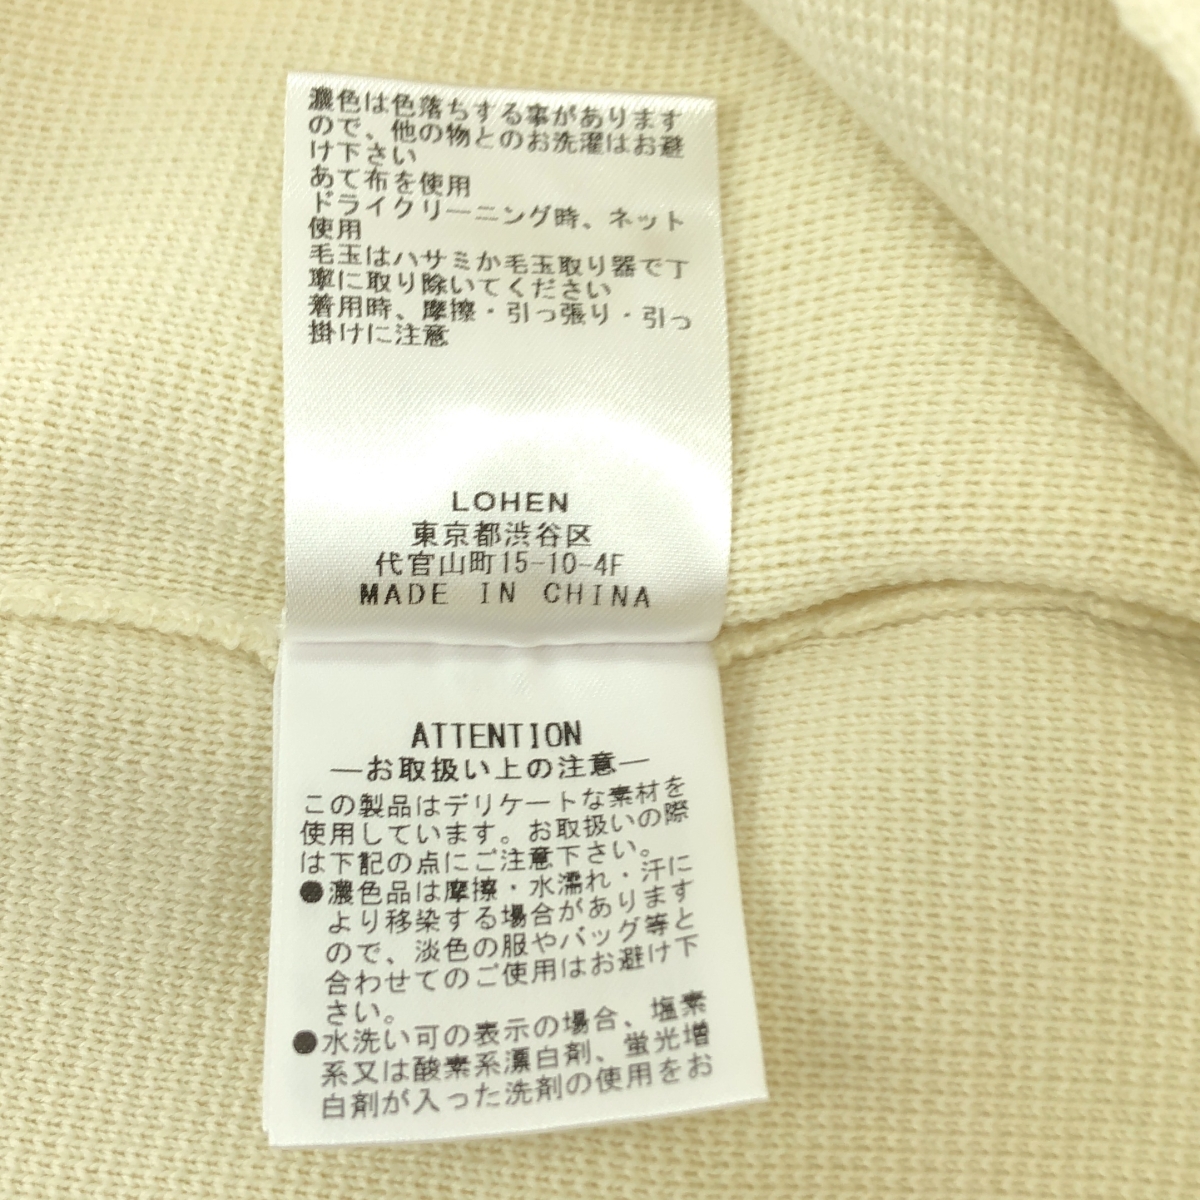 濃色は色落ちする事があります
ので、他の物とのお洗濯はお避
け下さい
あて布を使用
ドライクリーニング時、ネット
使用
毛玉はハサミか毛玉取り器で丁
寧に取り除いてください
着用時、摩擦・引っ張り・引っ
掛けに注意
LOHEN
東京都渋谷区
代官山町15-10-4F
MADE IN CHINA
ATTENTION
—お取扱い上の注意—
この製品はデリケートな素材を
使用しています。お取扱いの際
は下記の点にご注意下さい。
●濃色品は摩擦・水濡れ・汗に
より移染する場合があります
ので、淡色の服やバッグ等と
合わせてのご使用はお避け下
さい。
●水洗い可の表示の場合、塩素
系又は酸素系漂白剤、蛍光増
白剤が入った洗剤の使用をお